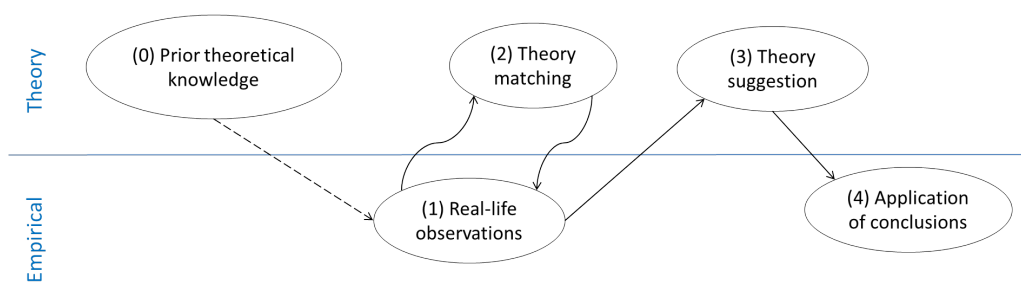 Theory
(0) Prior theoretical
knowledge
(2) Theory
matching
(3) Theory
suggestion
Empirical
(1) Real-life
observations
(4) Application
of conclusions